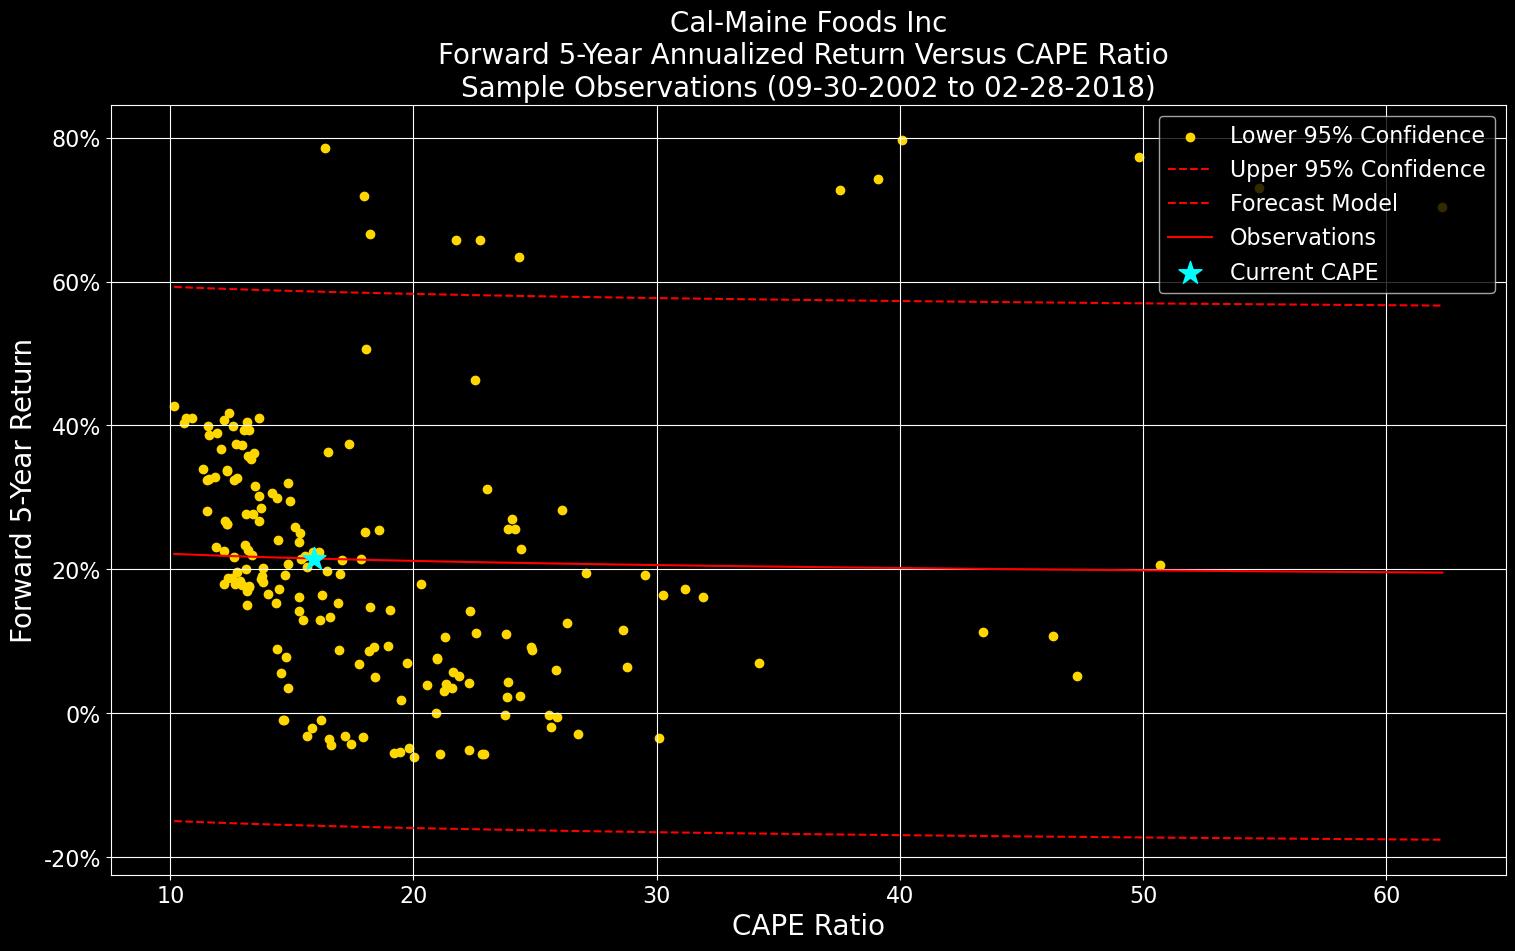 Cal-Maine Foods Inc
Forward 5-Year Annualized Return Versus CAPE Ratio
Sample Observations (09-30-2002 to 02-28-2018)
Lower 95% Confidence
Upper 95% Confidence
Forecast Model
Observations
Current CAPE
Forward 5-Year Return
80%
60%
40%
20%
0%
-20%
10 20 30 40 50 60
CAPE Ratio